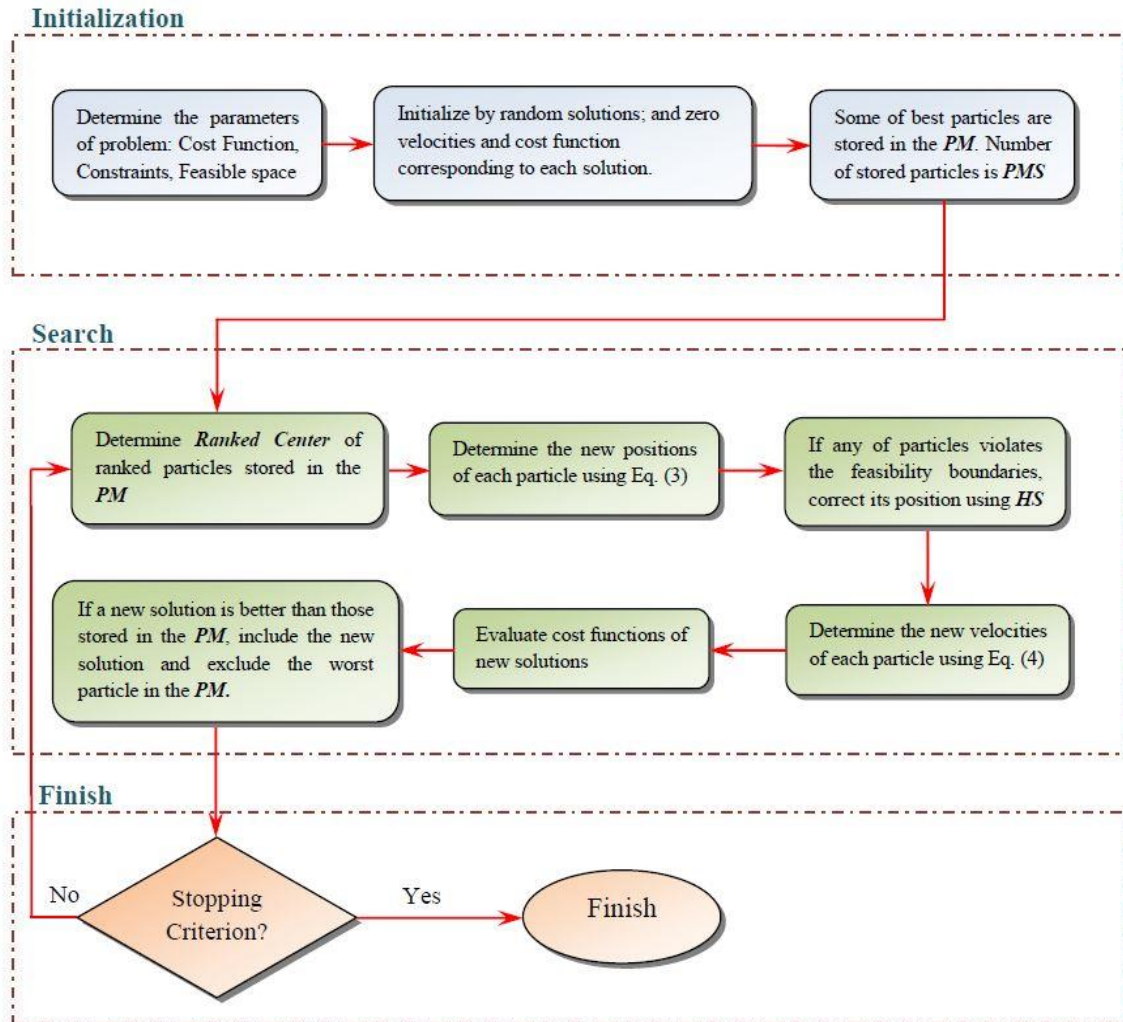 Initialization
Determine the parameters
of problem: Cost Function,
Constraints, Feasible space
Initialize by random solutions; and zero
velocities and cost function
corresponding to each solution.
Some of best particles are
stored in the PM. Number
of stored particles is PMS
Search
Determine Ranked Center of
ranked particles stored in the
PM
Determine the new positions
of each particle using Eq. (3)
If any of particles violates
the feasibility boundaries,
correct its position using HS
If a new solution is better than those
stored in the PM, include the new
solution and exclude the worst
particle in the PM.
Evaluate cost functions of
new solutions
Determine the new velocities
of each particle using Eq. (4)
Finish
No
Stopping
Criterion?
Yes
Finish